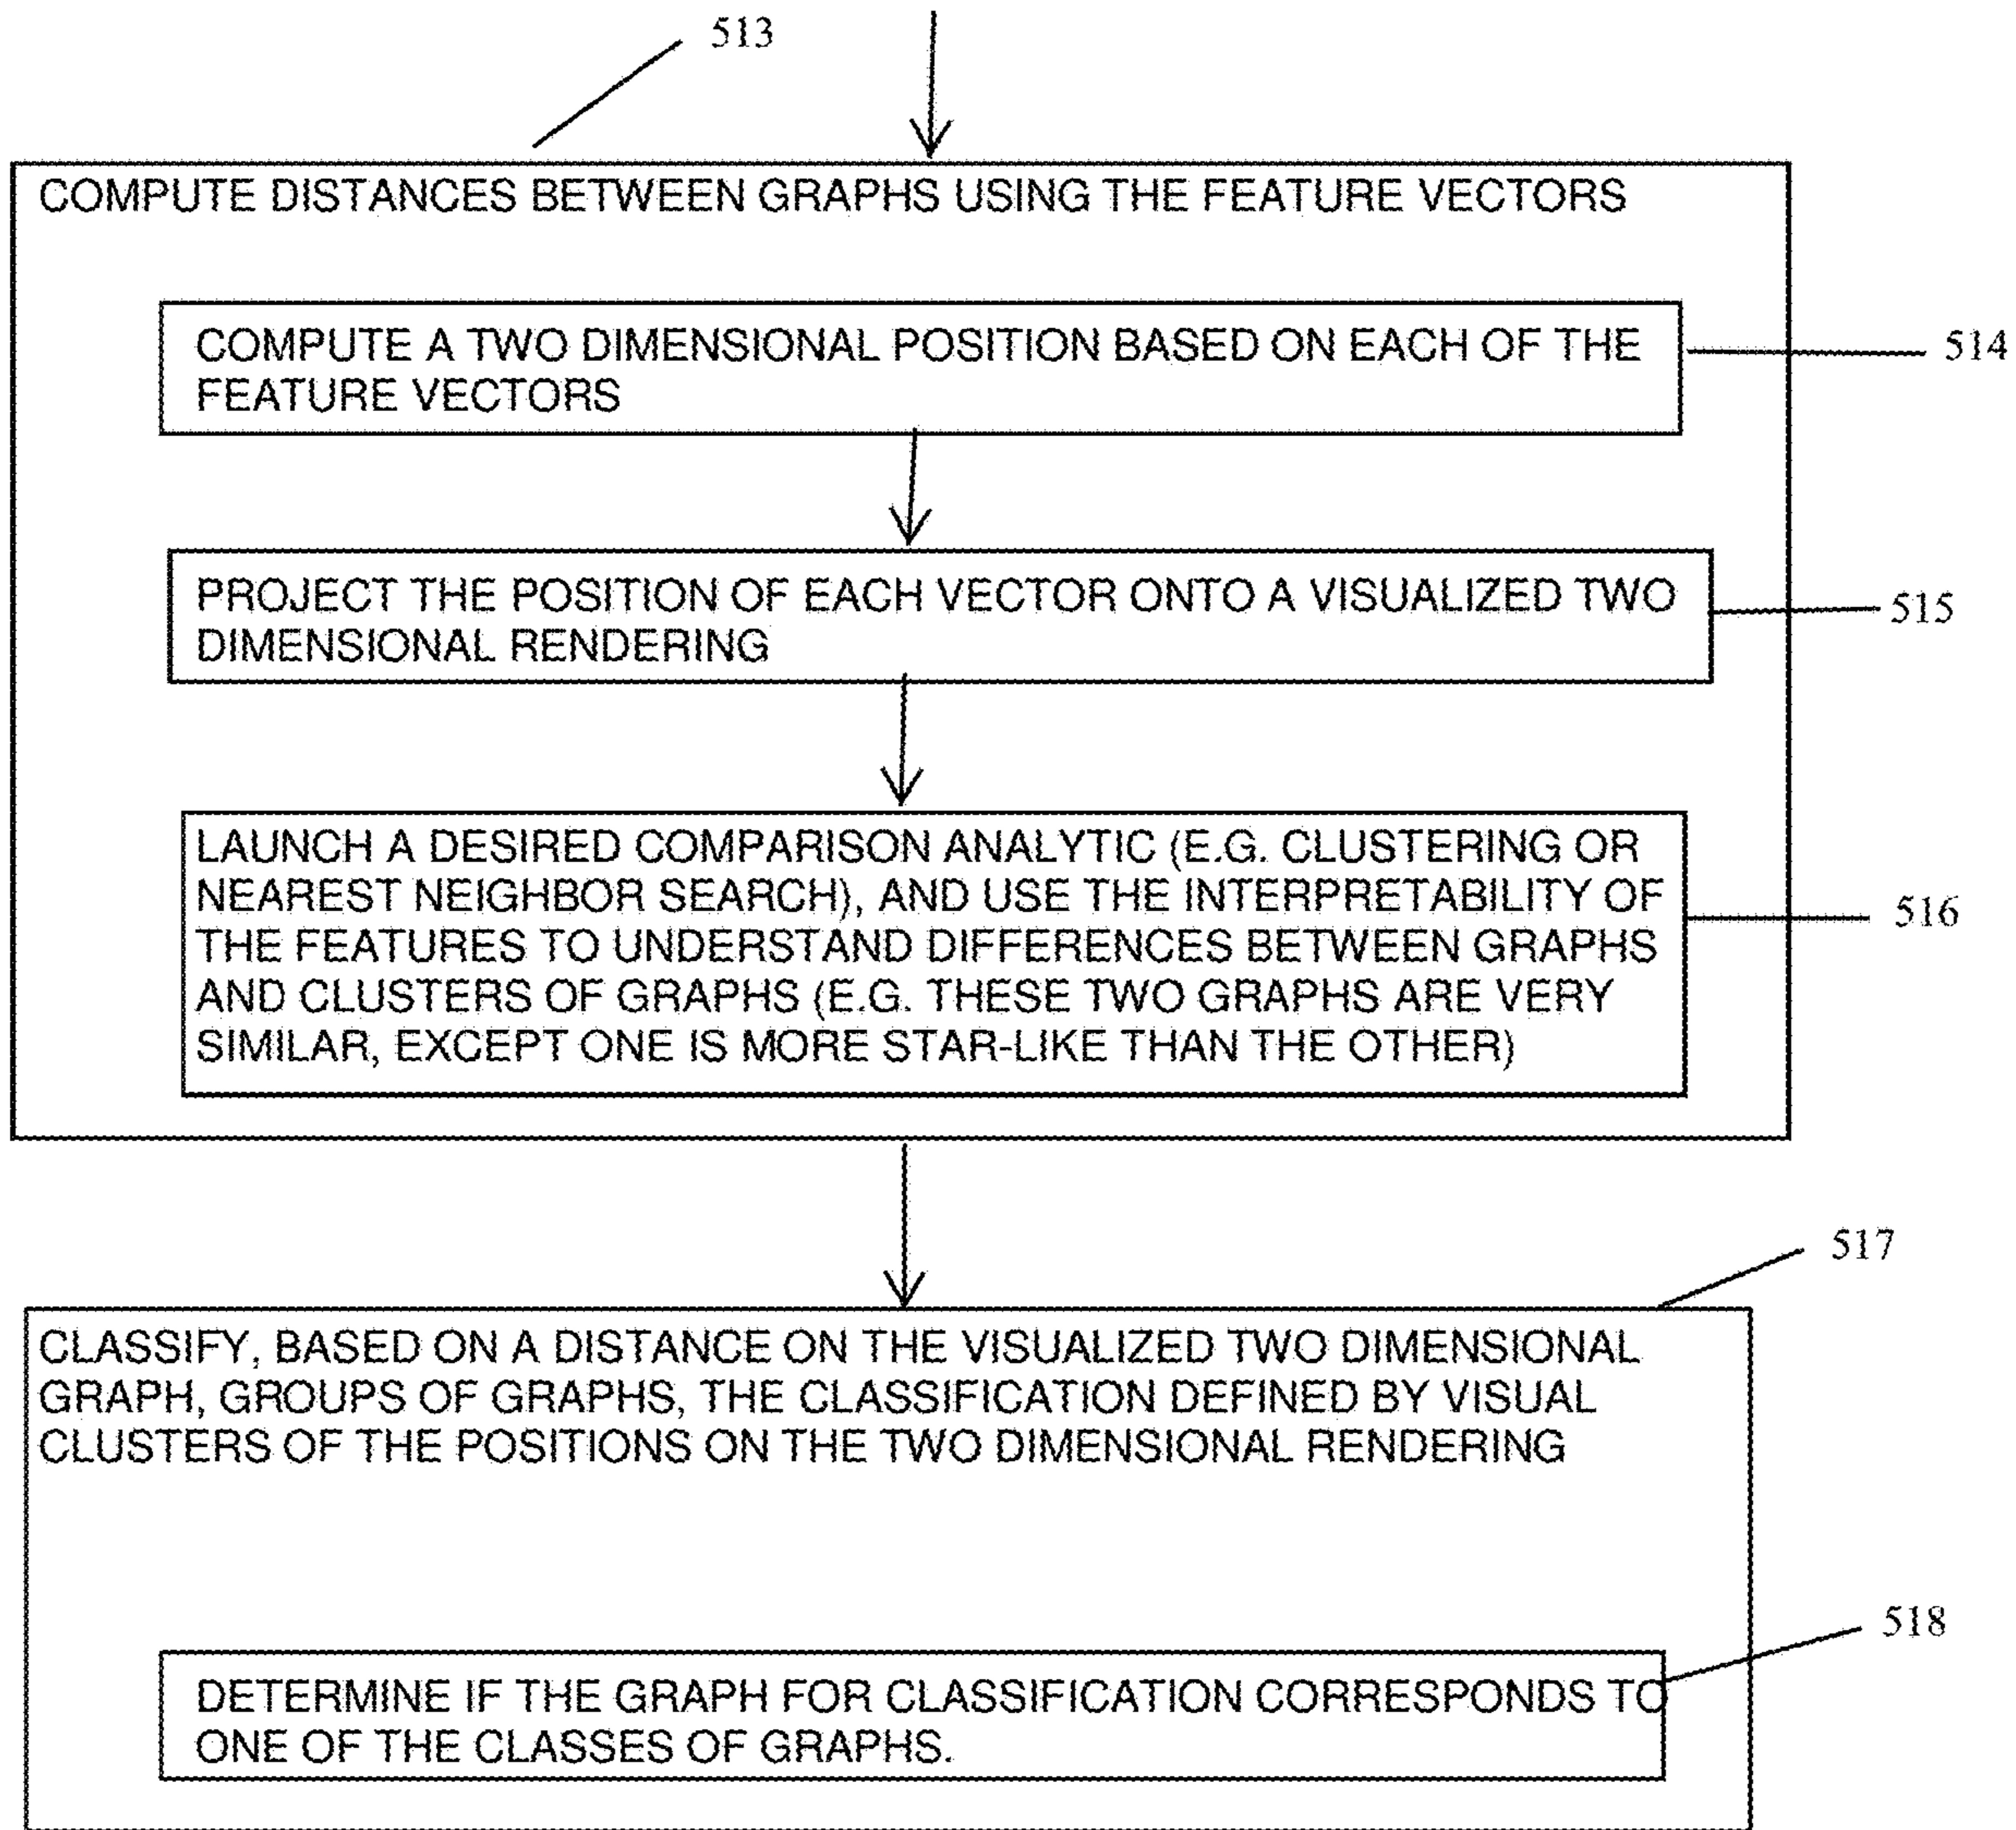 513
COMPUTE DISTANCES BETWEEN GRAPHS USING THE FEATURE VECTORS
COMPUTE A TWO DIMENSIONAL POSITION BASED ON EACH OF THE
FEATURE VECTORS
514
PROJECT THE POSITION OF EACH VECTOR ONTO A VISUALIZED TWO
DIMENSIONAL RENDERING
515
LAUNCH A DESIRED COMPARISON ANALYTIC (E.G. CLUSTERING OR
NEAREST NEIGHBOR SEARCH), AND USE THE INTERPRETABILITY OF
THE FEATURES TO UNDERSTAND DIFFERENCES BETWEEN GRAPHS
AND CLUSTERS OF GRAPHS (E.G. THESE TWO GRAPHS ARE VERY
SIMILAR, EXCEPT ONE IS MORE STAR-LIKE THAN THE OTHER)
516
517
CLASSIFY, BASED ON A DISTANCE ON THE VISUALIZED TWO DIMENSIONAL
GRAPH, GROUPS OF GRAPHS, THE CLASSIFICATION DEFINED BY VISUAL
CLUSTERS OF THE POSITIONS ON THE TWO DIMENSIONAL RENDERING
518
DETERMINE IF THE GRAPH FOR CLASSIFICATION CORRESPONDS TO
ONE OF THE CLASSES OF GRAPHS.